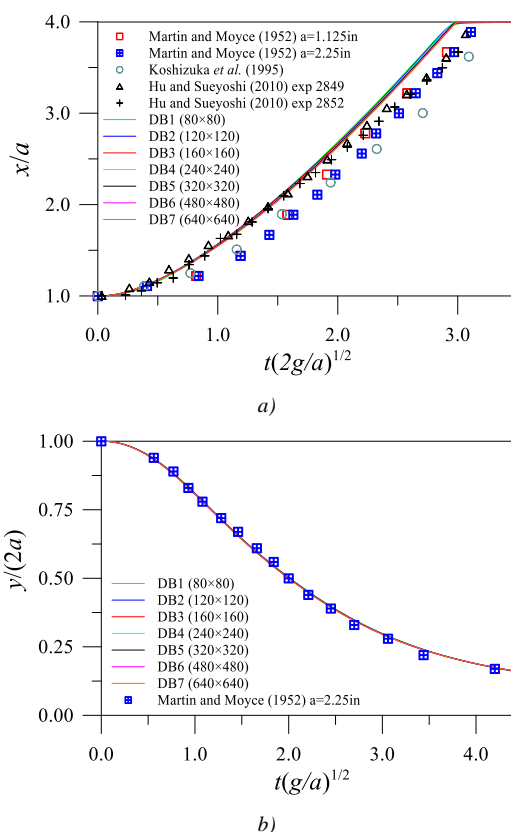 4.0
Martin and Moyce (1952) a=1.125in
Martin and Moyce (1952) a=2.25in
Koshizuka et al. (1995)
Hu and Sueyoshi (2010) exp 2849
Hu and Sueyoshi (2010) exp 2852
3.0
DB1 (80×80)
DB2 (120×120)
DB3 (160×160)
DB4 (240×240)
DB5 (320×320)
DB6 (480×480)
DB7 (640×640)
x/a
2.0
1.0
0.0 1.0 2.0 3.0
t(2g/a)^1/2
a)
1.00
0.75
y/(2a)
0.50
DB1 (80×80)
DB2 (120×120)
DB3 (160×160)
DB4 (240×240)
DB5 (320×320)
DB6 (480×480)
DB7 (640×640)
Martin and Moyce (1952) a=2.25in
0.25
0.00
0.0 1.0 2.0 3.0 4.0
t(g/a)^1/2
b)